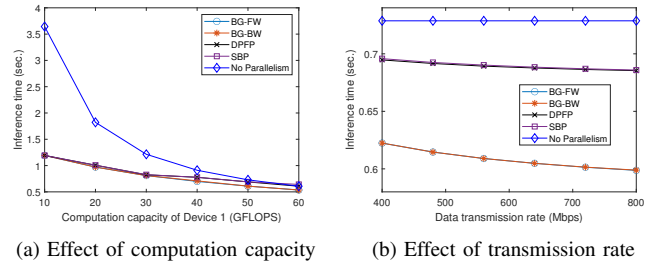 4
3.5
3
2.5
2
1.5
1
0.5
Inference time (sec.)
BG-FW
BG-BW
DPFP
SBP
No Parallelism
10 20 30 40 50 60
Computation capacity of Device 1 (GFLOPS)
(a) Effect of computation capacity
0.7
0.65
0.6
Inference time (sec.)
BG-FW
BG-BW
DPFP
SBP
No Parallelism
400 500 600 700 800
Data transmission rate (Mbps)
(b) Effect of transmission rate